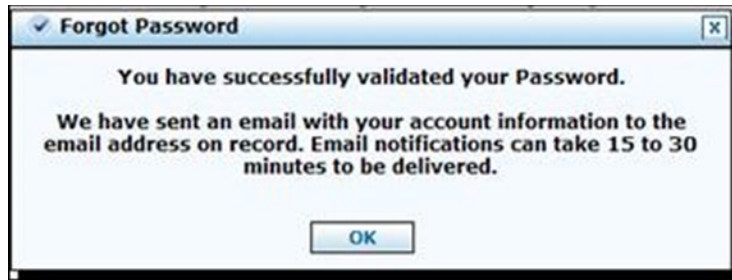 Forgot Password
x
You have successfully validated your Password.
We have sent an email with your account information to the
email address on record. Email notifications can take 15 to 30
minutes to be delivered.
OK